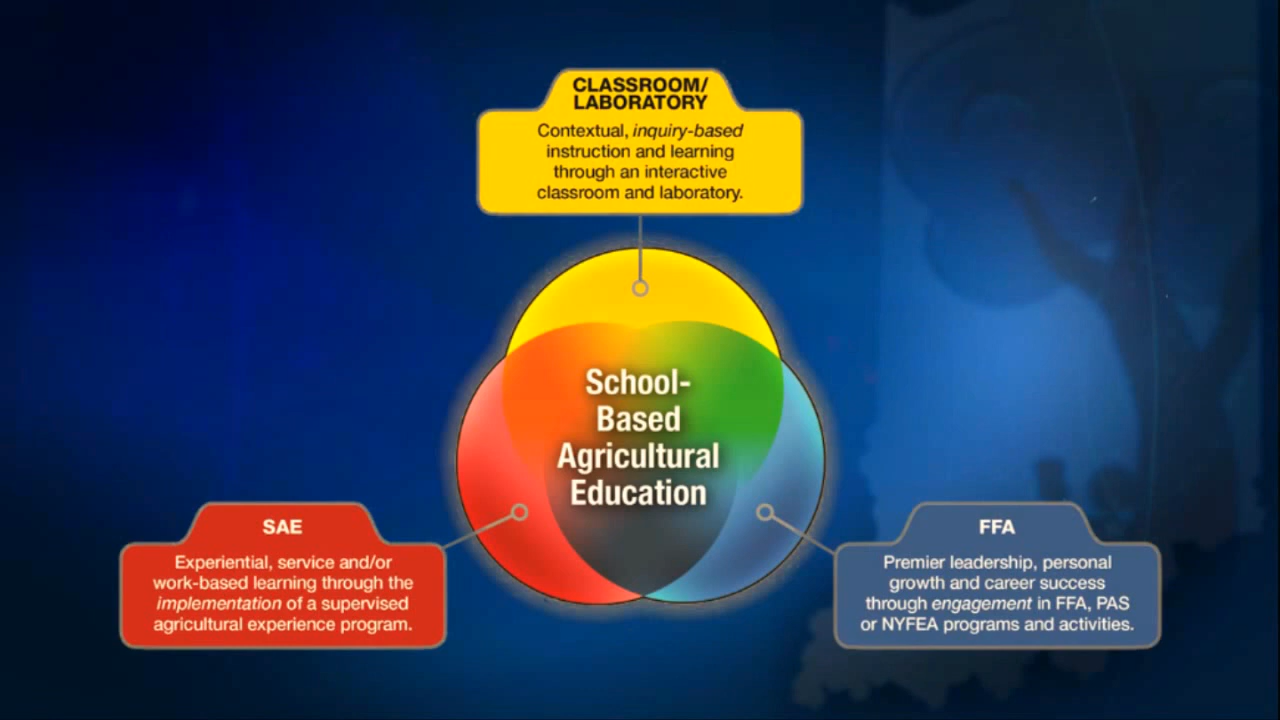 CLASSROOM/
LABORATORY
Contextual, inquiry-based
instruction and learning
through an interactive
classroom and laboratory.
School-
Based
Agricultural
Education
SAE
Experiential, service and/or
work-based learning through the
implementation of a supervised
agricultural experience program.
FFA
Premier leadership, personal
growth and career success
through engagement in FFA, PAS
or NYFEA programs and activities.